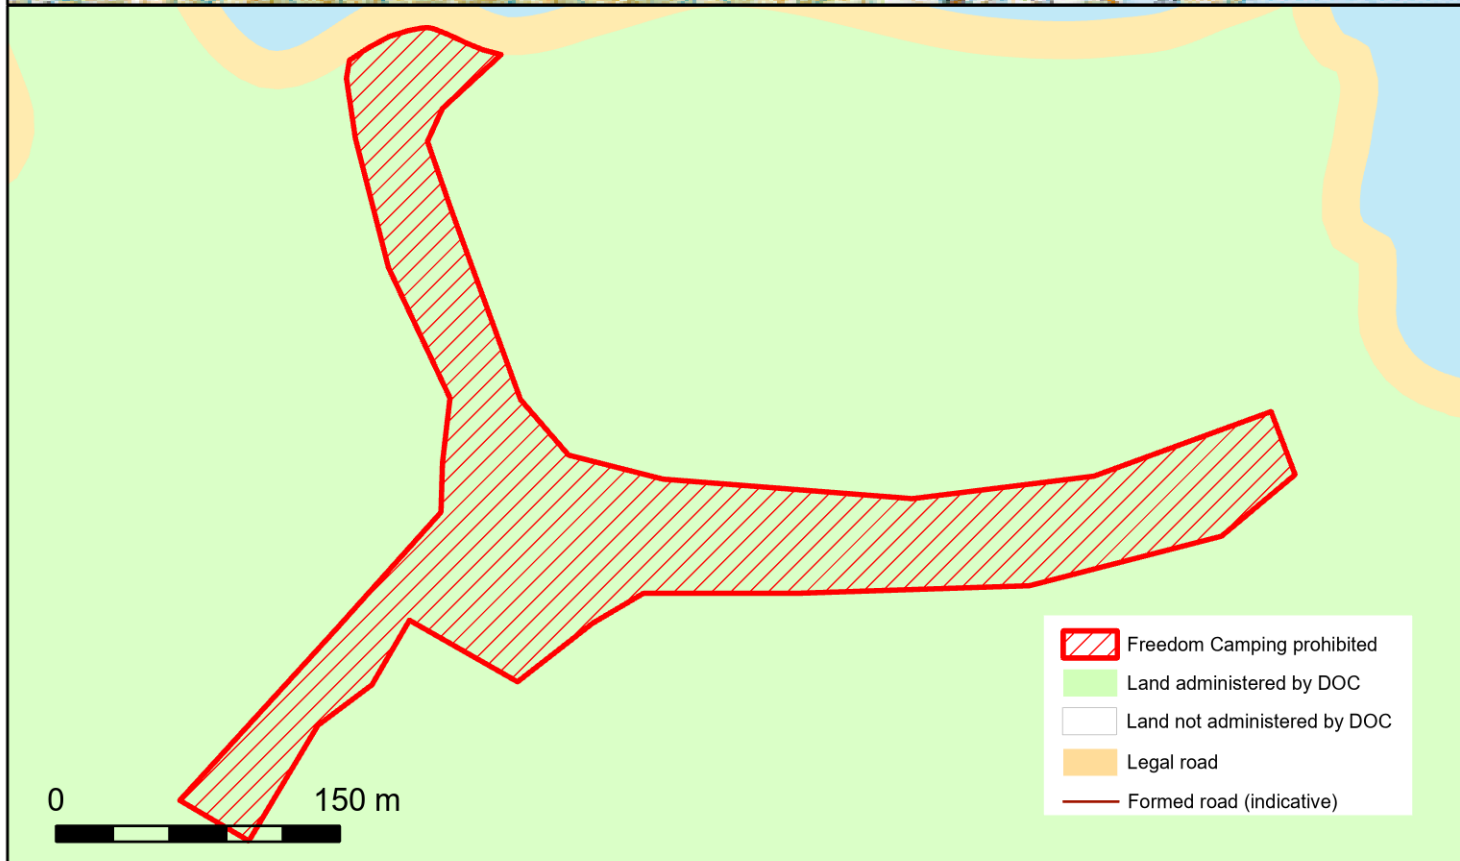 Freedom Camping prohibited
Land administered by DOC
Land not administered by DOC
Legal road
Formed road (indicative)
0 150 m